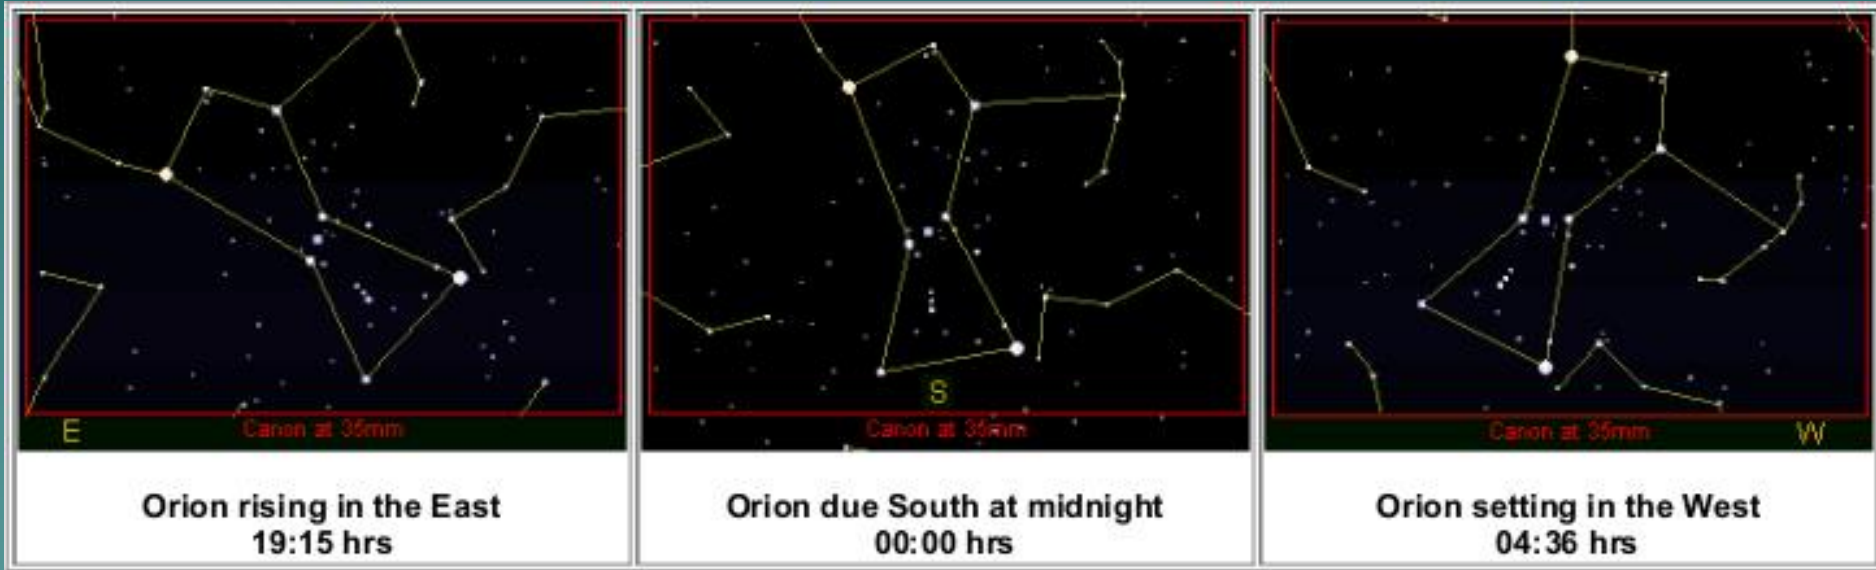 E
Canon at 35mm
Orion rising in the East
19:15 hrs
S
Canon at 35mm
Orion due South at midnight
00:00 hrs
Canon at 35mm
W
Orion setting in the West
04:36 hrs